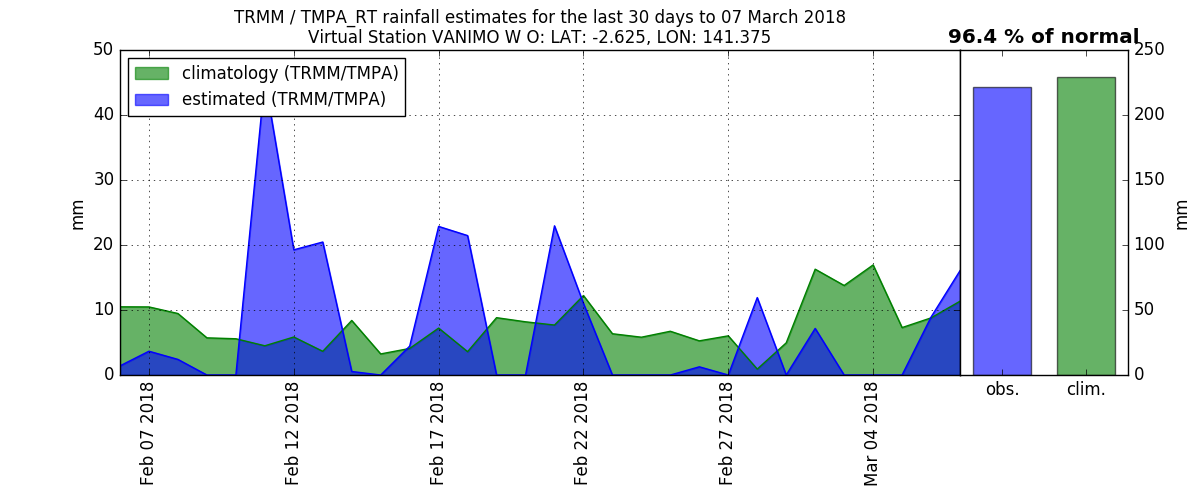 TRMM / TMPA_RT rainfall estimates for the last 30 days to 07 March 2018
Virtual Station VANIMO W O: LAT: -2.625, LON: 141.375
96.4 % of normal
climatology (TRMM/TMPA)
estimated (TRMM/TMPA)
50
40
30
20
10
0
mm
Feb 07 2018
Feb 12 2018
Feb 17 2018
Feb 22 2018
Feb 27 2018
Mar 04 2018
obs.
clim.
250
200
150
100
50
0
mm